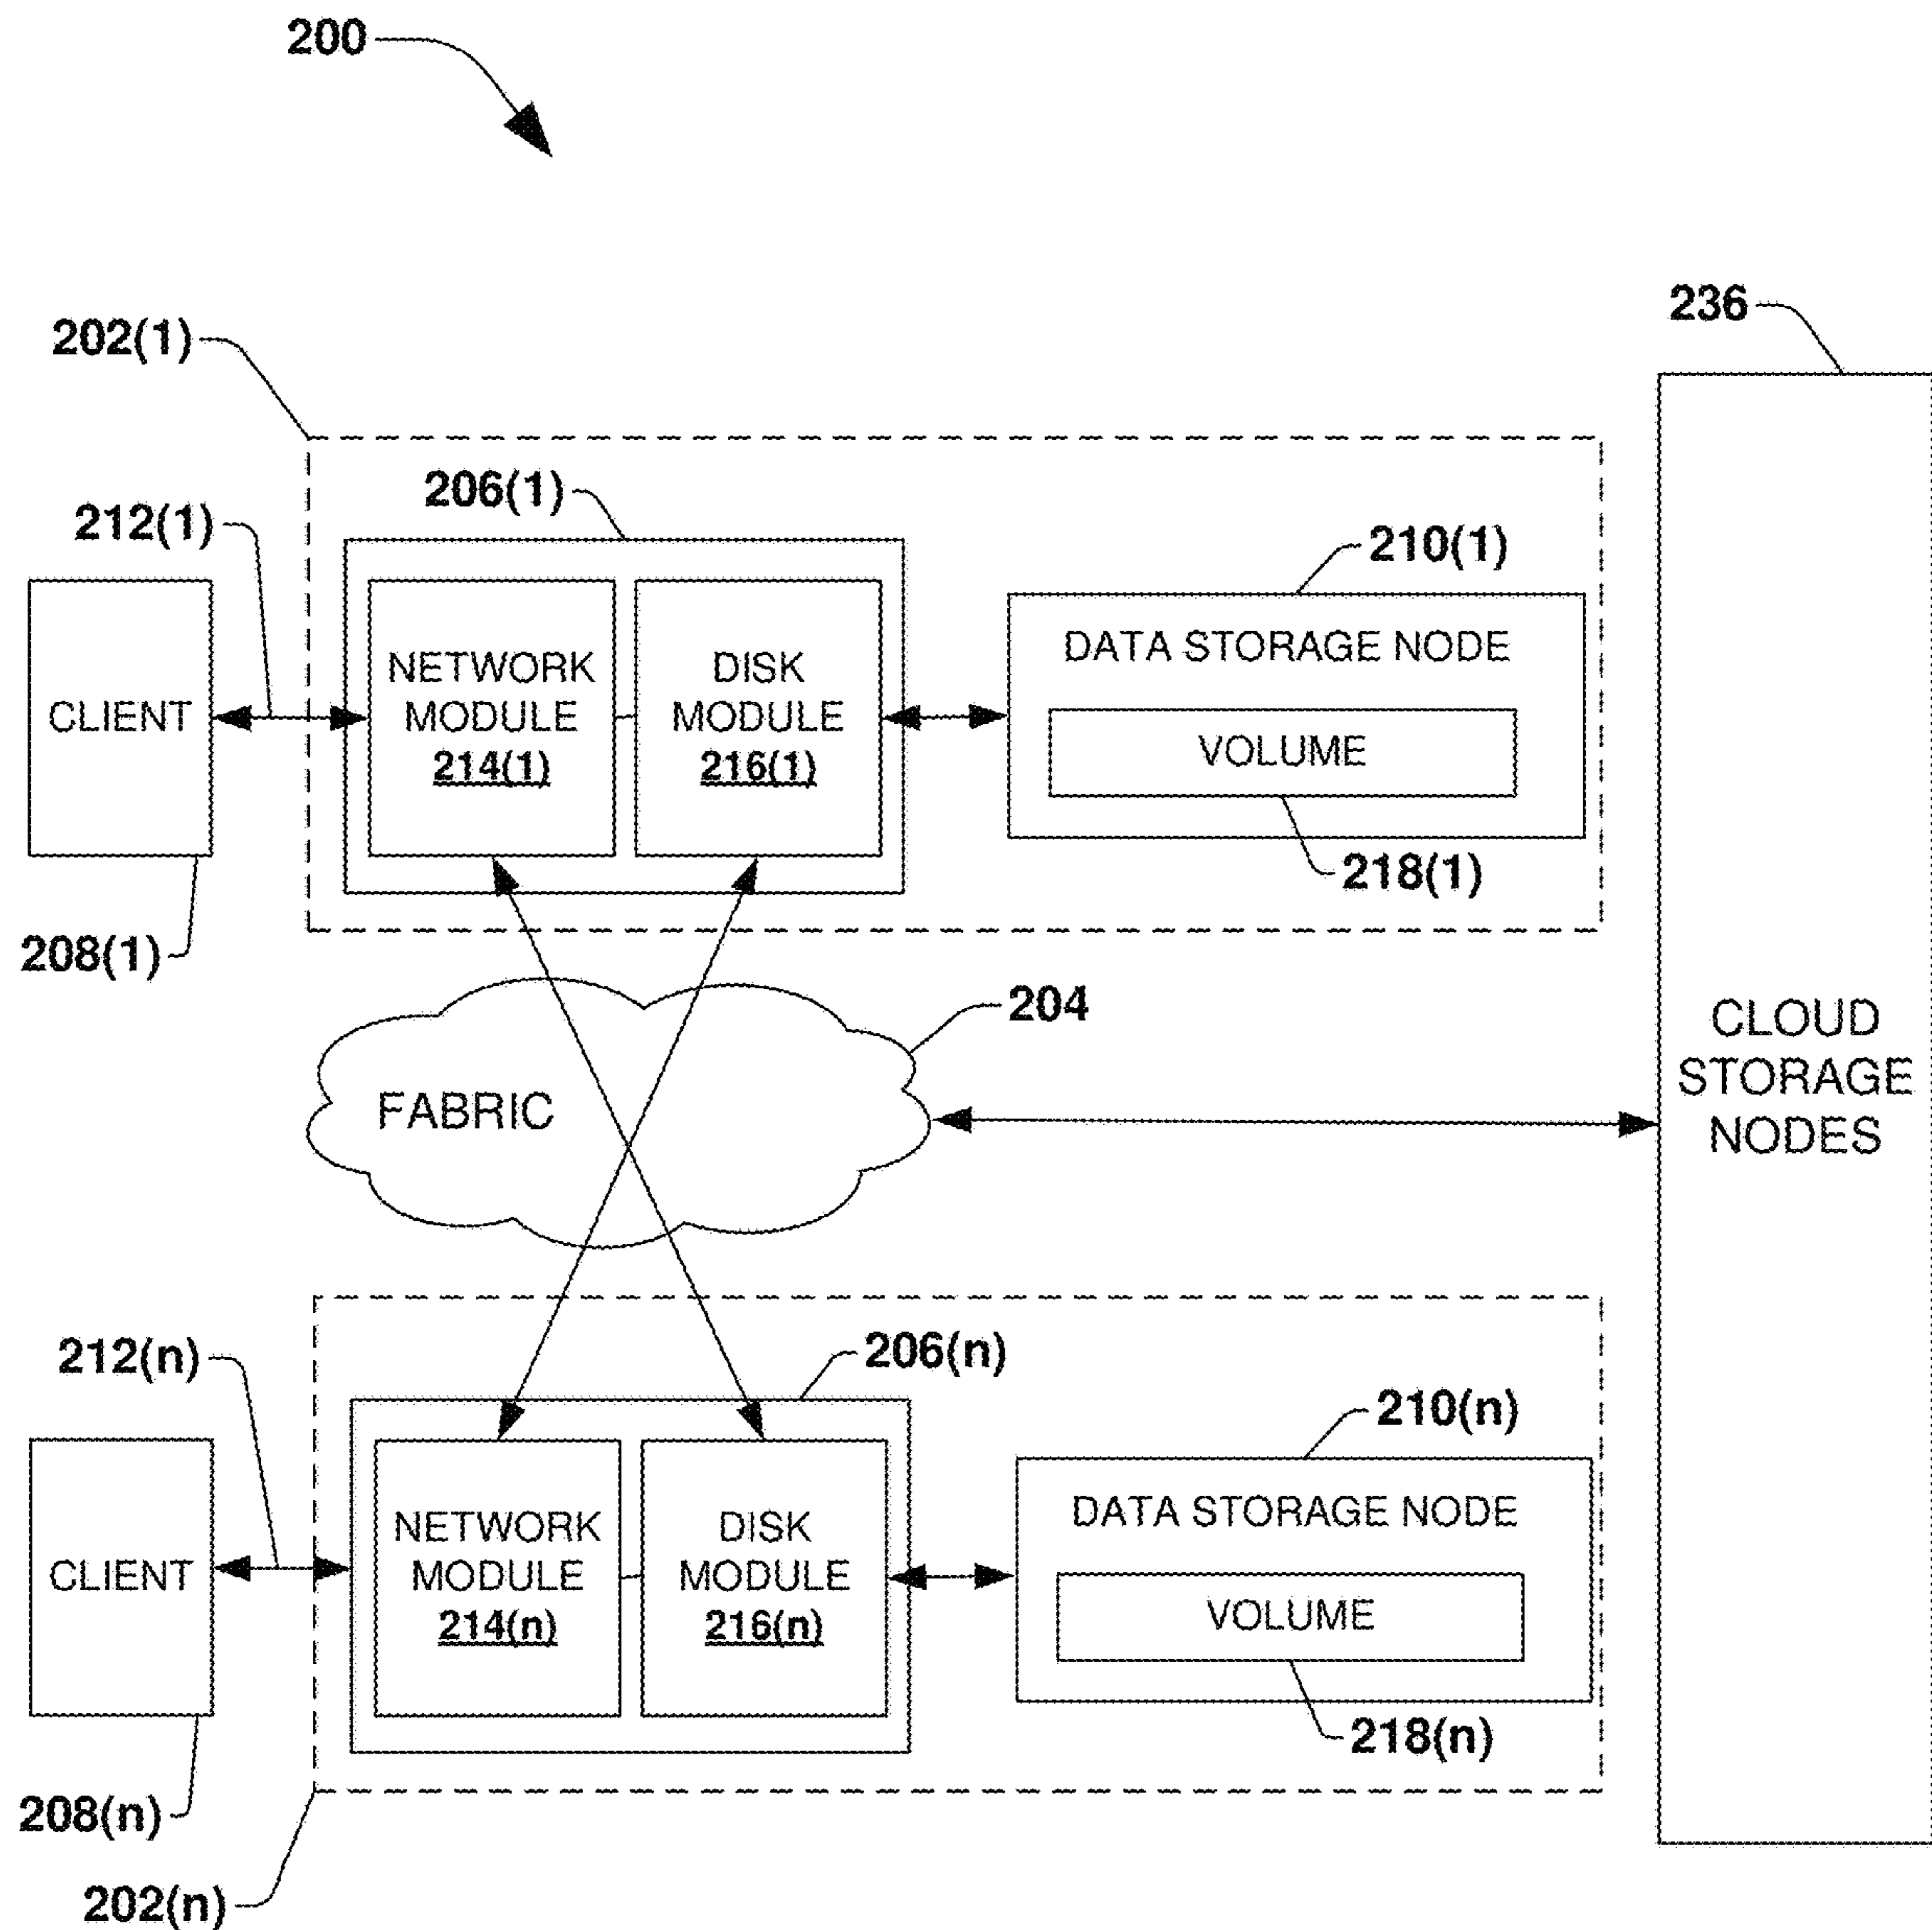 200
236
202(1)
206(1)
212(1)
210(1)
CLIENT
NETWORK
MODULE
214(1)
DISK
MODULE
216(1)
DATA STORAGE NODE
VOLUME
218(1)
208(1)
204
FABRIC
CLOUD
STORAGE
NODES
212(n)
206(n)
210(n)
CLIENT
NETWORK
MODULE
214(n)
DISK
MODULE
216(n)
DATA STORAGE NODE
VOLUME
218(n)
208(n)
202(n)